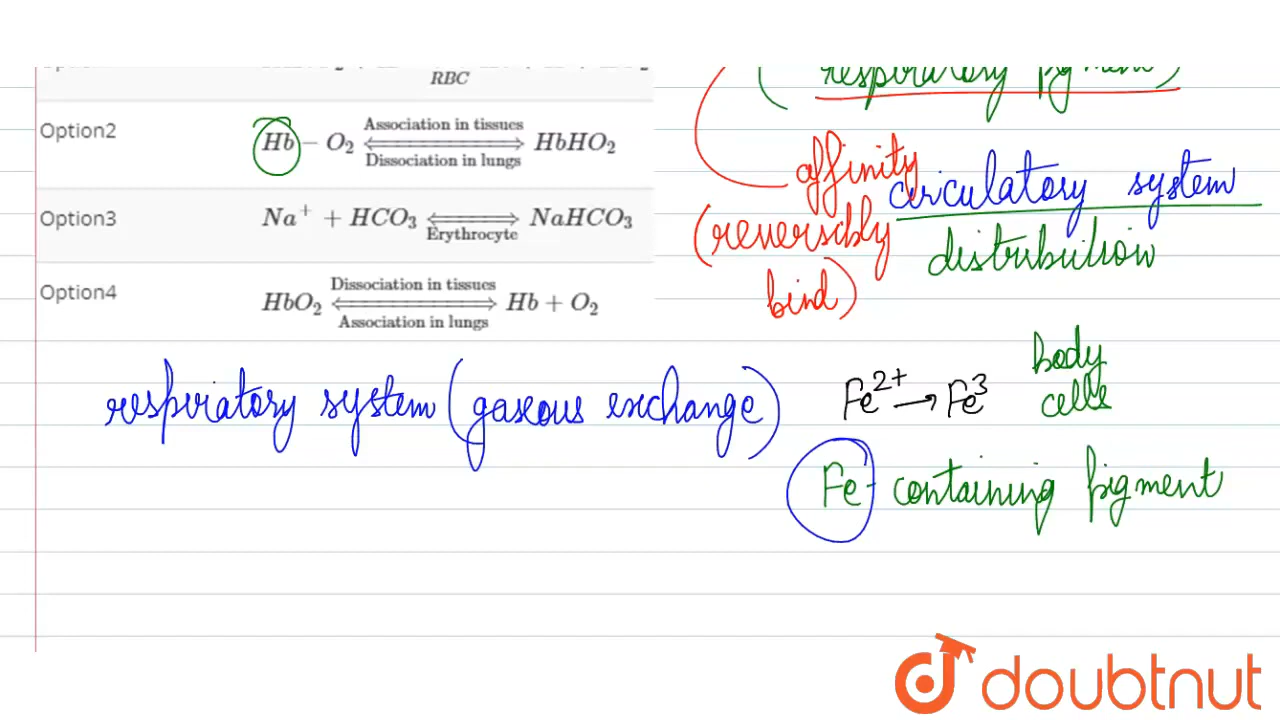 RBC
respiratory pigment)
Option2 Hb − O₂ ⇌ HbHO₂
Association in tissues
Dissociation in lungs
affinity
circulatory system
Option3 Na⁺ + HCO₃ ⇌ NaHCO₃
Erythrocyte
(reversibly
bind)
distribution
Option4 HbO₂ ⇌ Hb + O₂
Dissociation in tissues
Association in lungs
respiratory system (gaseous exchange)
Fe²⁺ → Fe³
body
cells
Fe- containing pigment
doubtnut